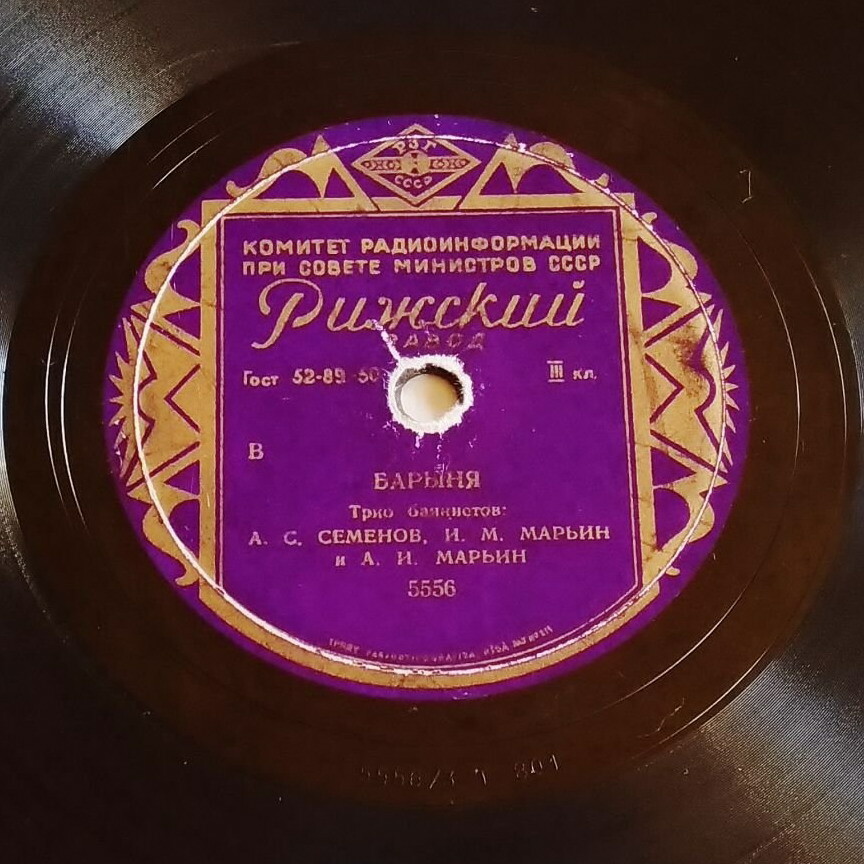 РЗГ
СССР
КОМИТЕТ РАДИОИНФОРМАЦИИ
ПРИ СОВЕТЕ МИНИСТРОВ СССР
Рижский
ЗАВОД
Гост 52-89-50 III кл.
В
БАРЫНЯ
Трио баянистов:
А. С. СЕМЕНОВ, И. М. МАРЬИН
и А. И. МАРЬИН
5556